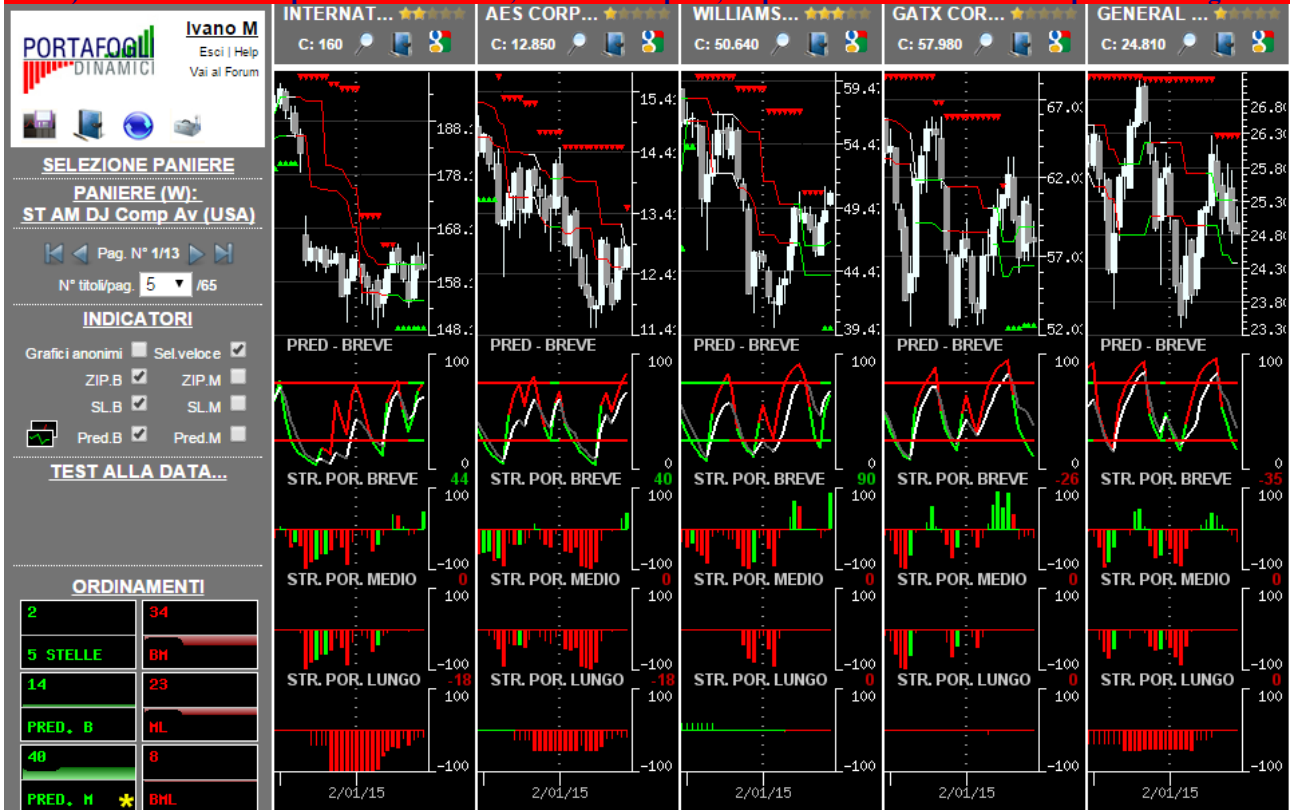 PORTAFOGLI
DINAMICI
Ivano M
Esci | Help
Vai al Forum
SELEZIONE PANIERE
PANIERE (W):
ST AM DJ Comp Av (USA)
Pag. N° 1/13
N° titoli/pag. 5 /65
INDICATORI
Grafici anonimi Sel.veloce
ZIP.B ZIP.M
SL.B SL.M
Pred.B Pred.M
TEST ALLA DATA...
ORDINAMENTI
2 34
5 STELLE BM
14 23
PRED. B ML
40 8
PRED. M BML
INTERNAT... AES CORP... WILLIAMS... GATX COR... GENERAL ...
C: 160 C: 12.850 C: 50.640 C: 57.980 C: 24.810
188.
178.
168.
158.
148.
15.4
14.4
13.4
12.4
11.4
59.4
54.4
49.4
44.4
39.4
67.0
62.0
57.0
52.0
26.8
26.3
25.8
25.3
24.8
24.3
23.8
23.3
PRED - BREVE PRED - BREVE PRED - BREVE PRED - BREVE PRED - BREVE
100 100 100 100 100
0 0 0 0 0
STR. POR. BREVE 44 STR. POR. BREVE 40 STR. POR. BREVE 90 STR. POR. BREVE -26 STR. POR. BREVE -35
100 100 100 100 100
-100 -100 -100 -100 -100
STR. POR. MEDIO 0 STR. POR. MEDIO 0 STR. POR. MEDIO 0 STR. POR. MEDIO 0 STR. POR. MEDIO 0
100 100 100 100 100
-100 -100 -100 -100 -100
STR. POR. LUNGO -18 STR. POR. LUNGO -18 STR. POR. LUNGO 0 STR. POR. LUNGO 0 STR. POR. LUNGO 0
100 100 100 100 100
-100 -100 -100 -100 -100
2/01/15 2/01/15 2/01/15 2/01/15 2/01/15